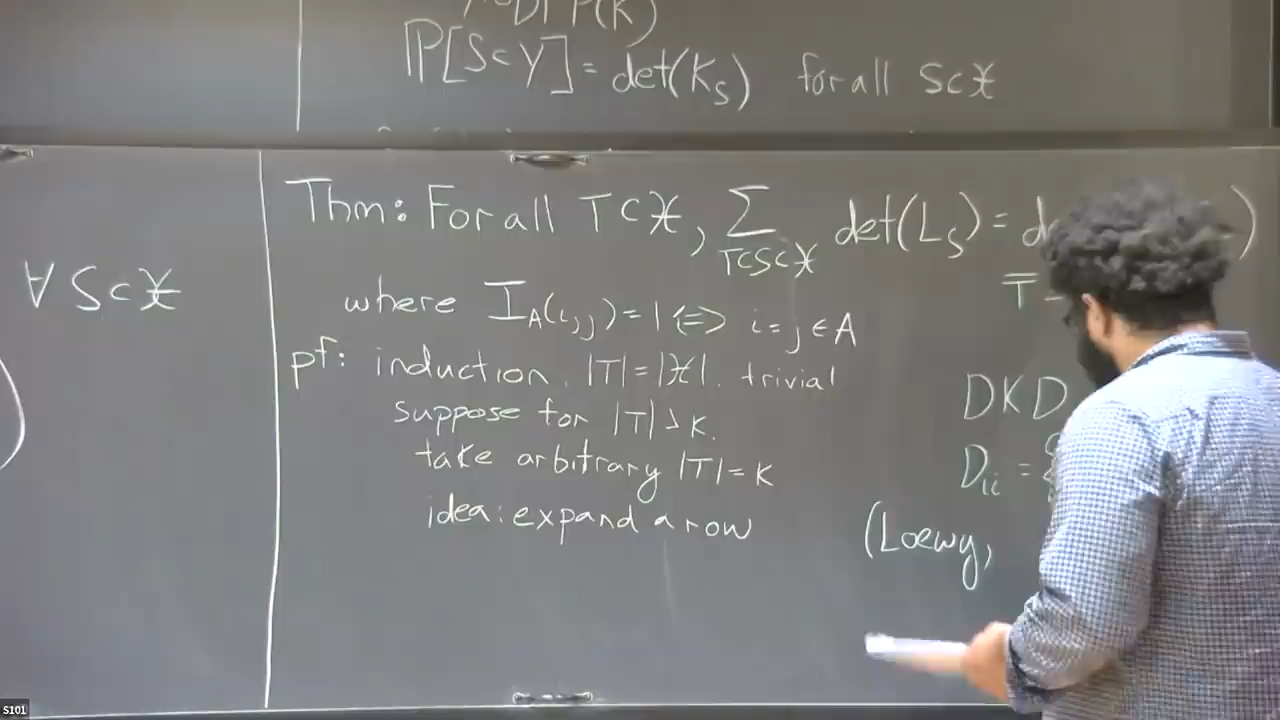 P(K)
ℙ[S⊂Y] = det(K_S) for all S⊂𝒳
∀ S⊂𝒳
Thm: For all T⊂𝒳, ∑_{T⊂S⊂𝒳} det(L_S) = d
T̅ =
where I_A(i,j) = 1 ⇔ i=j∈A
pf: induction. |T|=|𝒳|. trivial
suppose for |T|>K.
DKD
take arbitrary |T|=K
D_ii = {
idea: expand a row
(Loewy,
S101